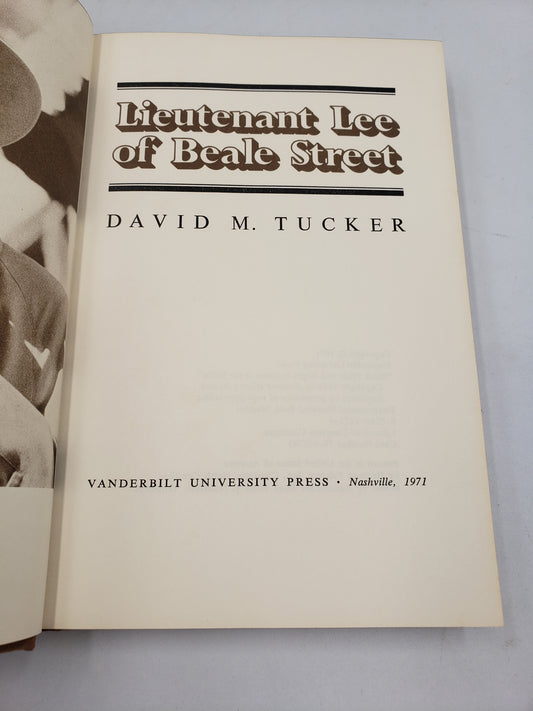 Lieutenant Lee
of Beale Street
DAVID M. TUCKER
VANDERBILT UNIVERSITY PRESS · Nashville, 1971